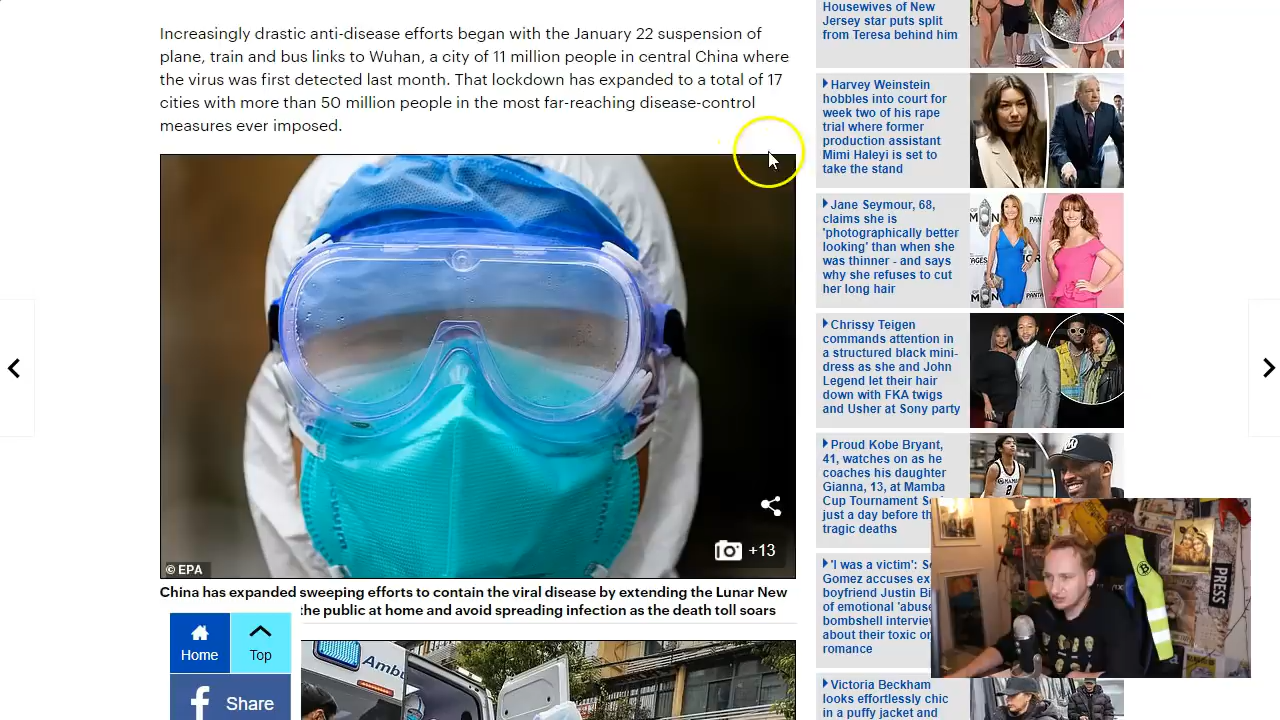 Increasingly drastic anti-disease efforts began with the January 22 suspension of
plane, train and bus links to Wuhan, a city of 11 million people in central China where
the virus was first detected last month. That lockdown has expanded to a total of 17
cities with more than 50 million people in the most far-reaching disease-control
measures ever imposed.
+13
© EPA
China has expanded sweeping efforts to contain the viral disease by extending the Lunar New
the public at home and avoid spreading infection as the death toll soars
Home
Top
Share
Ambu
Housewives of New
Jersey star puts split
from Teresa behind him
Harvey Weinstein
hobbles into court for
week two of his rape
trial where former
production assistant
Mimi Haleyi is set to
take the stand
Jane Seymour, 68,
claims she is
'photographically better
looking' than when she
was thinner - and says
why she refuses to cut
her long hair
Chrissy Teigen
commands attention in
a structured black mini-
dress as she and John
Legend let their hair
down with FKA twigs
and Usher at Sony party
Proud Kobe Bryant,
41, watches on as he
coaches his daughter
Gianna, 13, at Mamba
Cup Tournament
just a day before
tragic deaths
'I was a victim':
Gomez accuses ex
boyfriend Justin
of emotional 'abuse
bombshell interview
about their toxic
romance
Victoria Beckham
looks effortlessly chic
in a puffy jacket and
PRESS